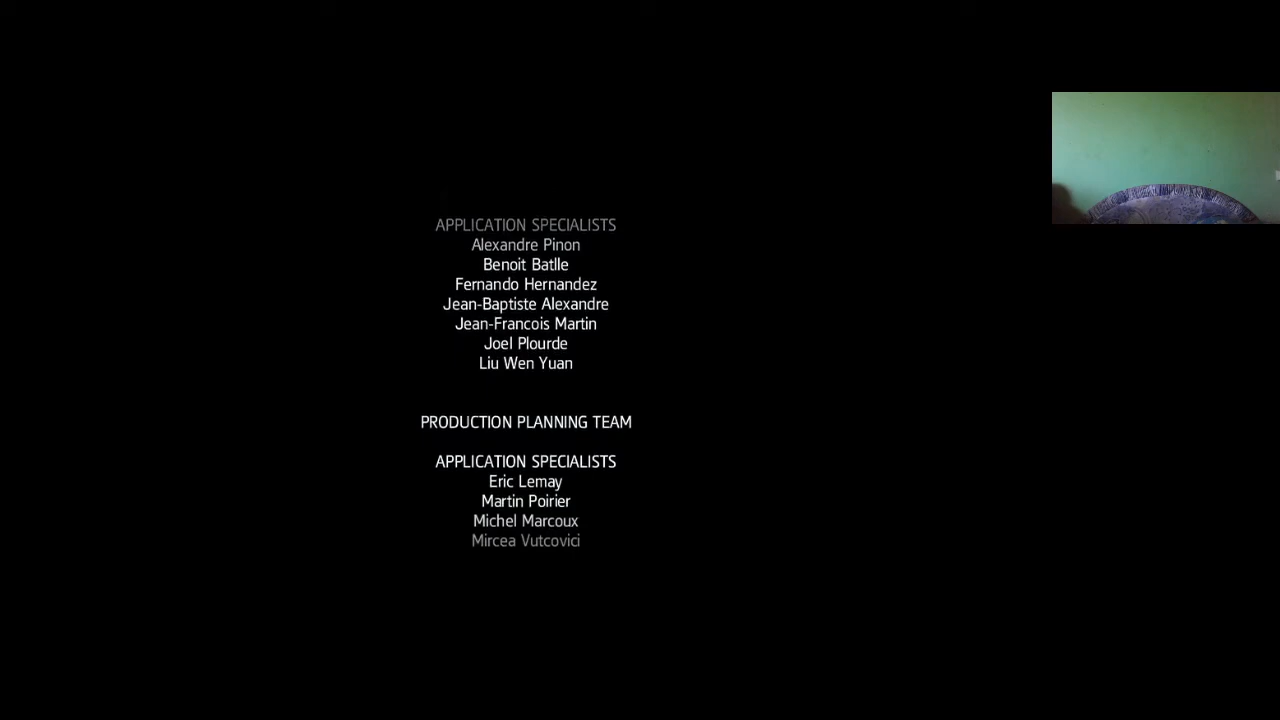 APPLICATION SPECIALISTS
Alexandre Pinon
Benoit Batlle
Fernando Hernandez
Jean-Baptiste Alexandre
Jean-Francois Martin
Joel Plourde
Liu Wen Yuan
PRODUCTION PLANNING TEAM
APPLICATION SPECIALISTS
Eric Lemay
Martin Poirier
Michel Marcoux
Mircea Vutcovici